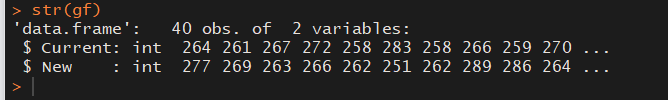 > str(gf)
'data.frame':   40 obs. of  2 variables:
 $ Current: int  264 261 267 272 258 283 258 266 259 270 ...
 $ New    : int  277 269 263 266 262 251 262 289 286 264 ...
>